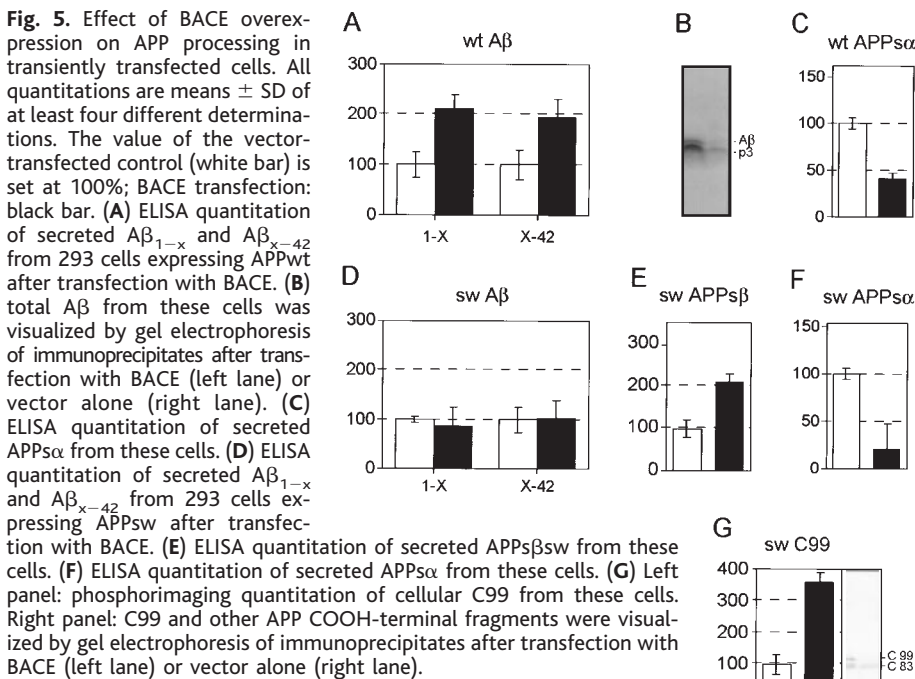 Fig. 5. Effect of BACE overex-
pression on APP processing in
transiently transfected cells. All
quantitations are means ± SD of
at least four different determina-
tions. The value of the vector-
transfected control (white bar) is
set at 100%; BACE transfection:
black bar. (A) ELISA quantitation
of secreted Aβ1–x and Aβx–42
from 293 cells expressing APPwt
after transfection with BACE. (B)
total Aβ from these cells was
visualized by gel electrophoresis
of immunoprecipitates after trans-
fection with BACE (left lane) or
vector alone (right lane). (C)
ELISA quantitation of secreted
APPsα from these cells. (D) ELISA
quantitation of secreted Aβ1–x
and Aβx–42 from 293 cells ex-
pressing APPsw after transfec-
tion with BACE. (E) ELISA quantitation of secreted APPsβsw from these
cells. (F) ELISA quantitation of secreted APPsα from these cells. (G) Left
panel: phosphorimaging quantitation of cellular C99 from these cells.
Right panel: C99 and other APP COOH-terminal fragments were visual-
ized by gel electrophoresis of immunoprecipitates after transfection with
BACE (left lane) or vector alone (right lane).
A
wt Aβ
300
200
100
0
1-X X-42
B
Aβ
p3
C
wt APPsα
150
100
50
0
D
sw Aβ
300
200
100
0
1-X X-42
E
sw APPsβ
300
200
100
0
F
sw APPsα
150
100
50
0
G
sw C99
400
300
200
100
C 99
C 83